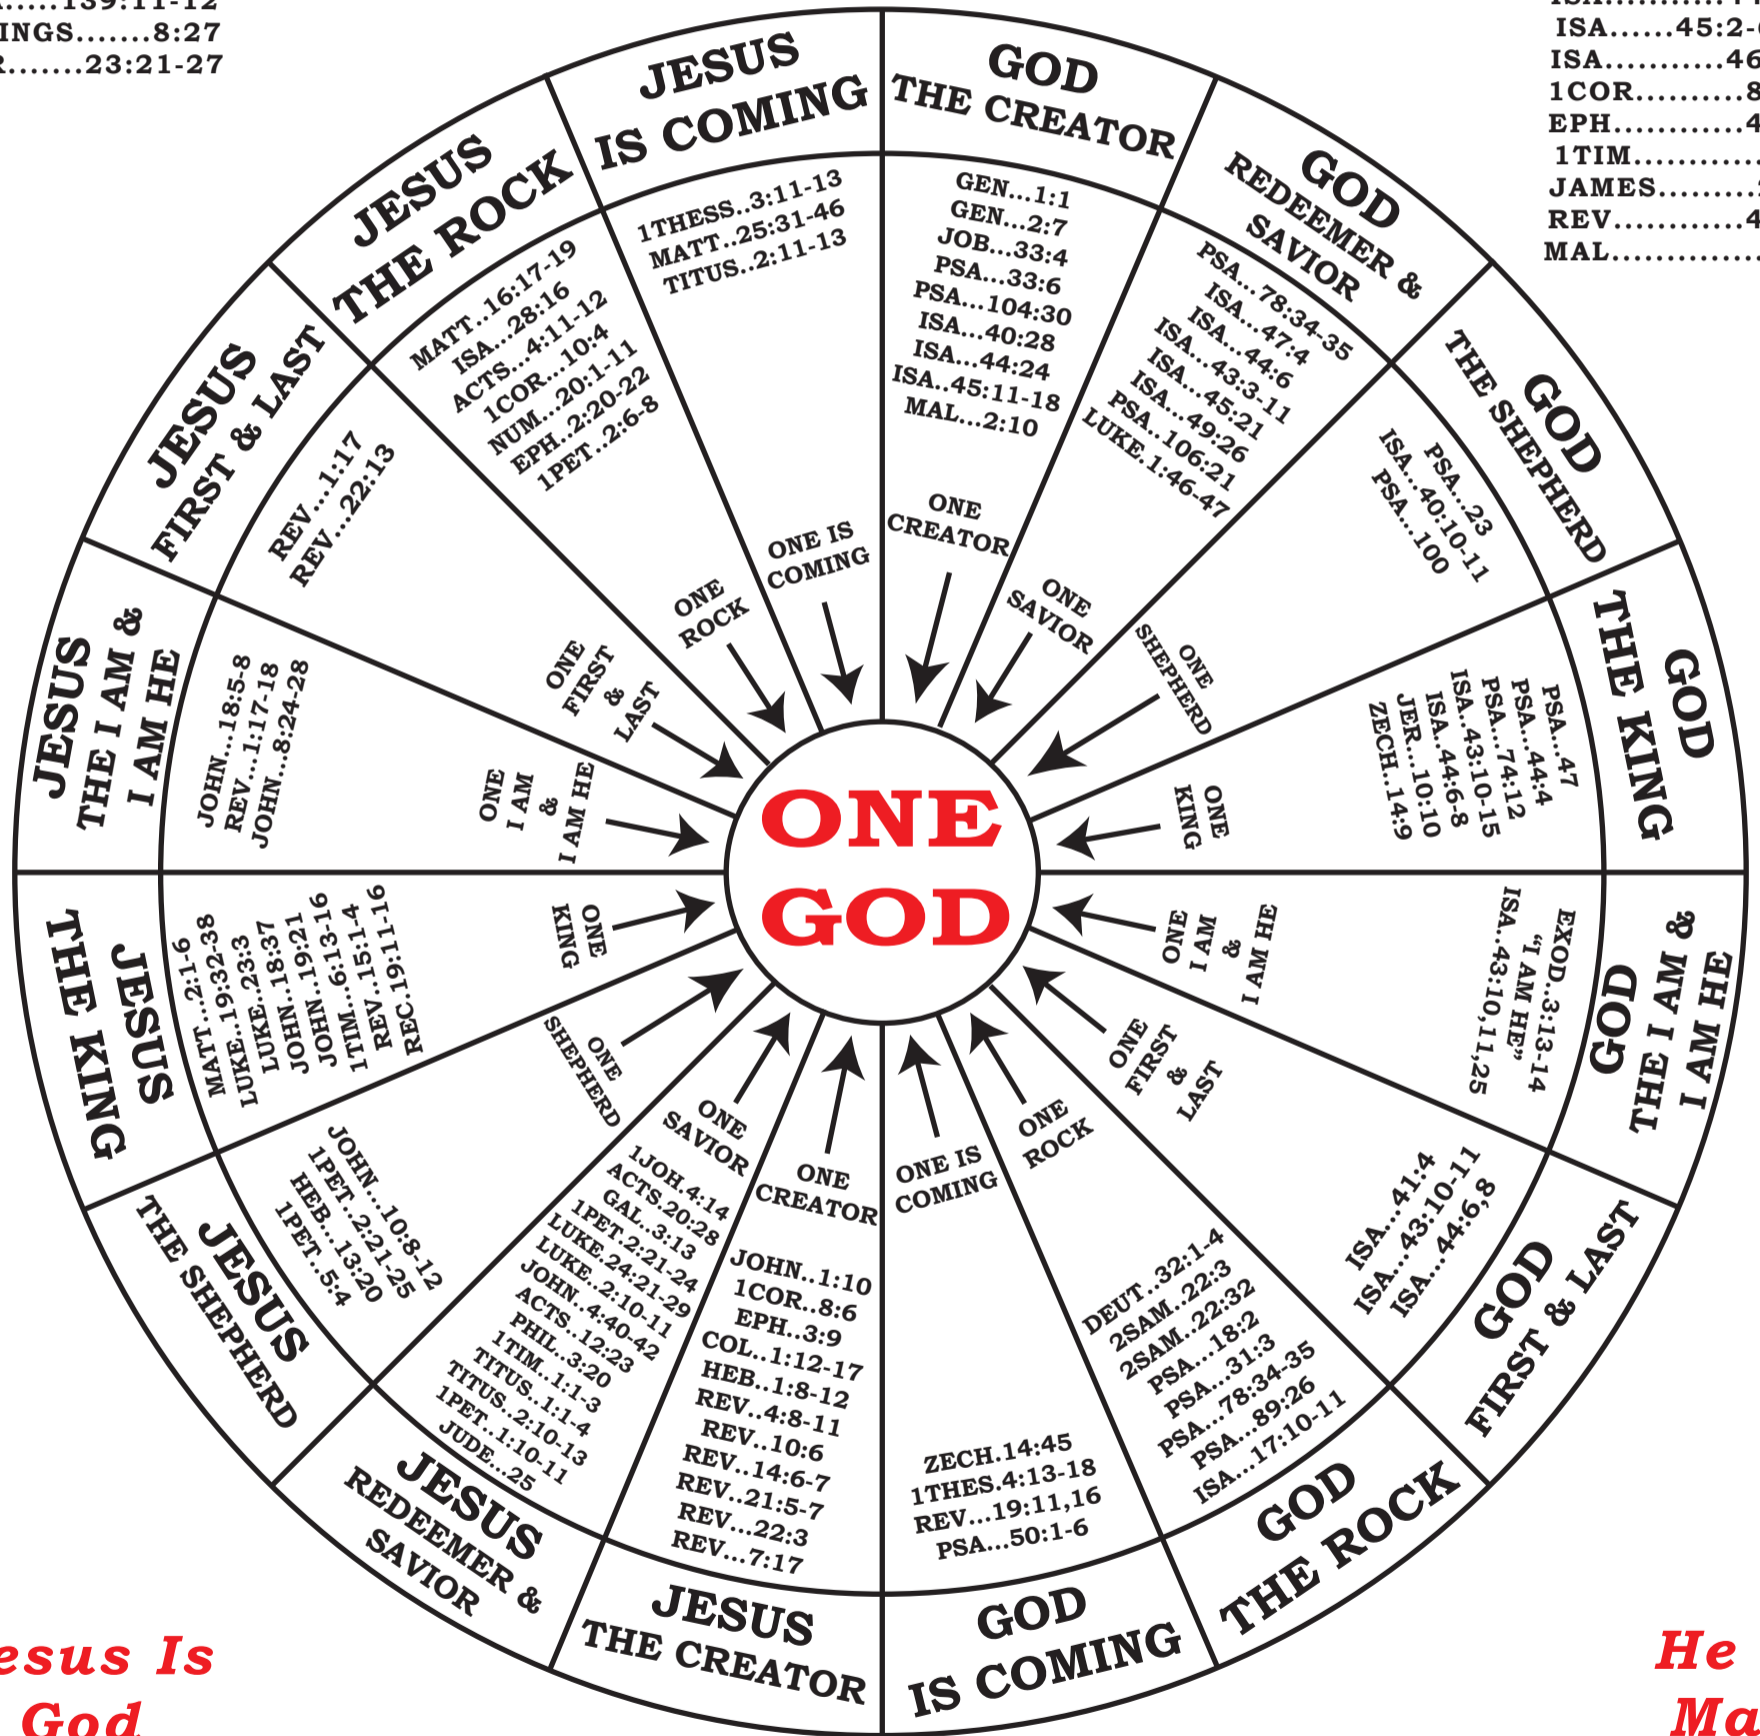 139:11-12
INGS.......8:27
R.......23:21-27
ISA......45:2-
ISA...........46
1COR..........8
EPH............4
1TIM............
JAMES.........
REV...........4
MAL..............
GOD
THE CREATOR
GEN...1:1
GEN...2:7
JOB...33:4
PSA...33:6
PSA...104:30
ISA...40:28
ISA...44:24
ISA..45:11-18
MAL...2:10
ONE
CREATOR
GOD
REDEEMER &
SAVIOR
PSA...78:34-35
ISA...47:4
ISA...44:6
ISA...43:3-11
ISA...45:21
ISA...49:26
PSA..106:21
LUKE.1:46-47
ONE
SAVIOR
GOD
THE SHEPHERD
PSA...23
ISA...40:10-11
PSA...100
ONE
SHEPHERD
GOD
THE KING
PSA...47
PSA...44:4
PSA...74:12
ISA..43:10-15
ISA..44:6-8
JER...10:10
ZECH..14:9
ONE
KING
GOD
THE I AM &
I AM HE
EXOD..3:13-14
“I AM HE”
ISA..43:10,11,25
ONE
I AM
&
I AM HE
GOD
FIRST & LAST
ISA...41:4
ISA...43:10-11
ISA...44:6,8
ONE
FIRST
&
LAST
GOD
THE ROCK
DEUT..32:1-4
2SAM..22:3
2SAM..22:32
PSA...18:2
PSA...31:3
PSA...78:34-35
PSA...89:26
ISA...17:10-11
ONE
ROCK
GOD
IS COMING
ZECH.14:45
1THES.4:13-18
REV...19:11,16
PSA...50:1-6
ONE IS
COMING
JESUS
THE CREATOR
JOHN..1:10
1COR..8:6
EPH..3:9
COL..1:12-17
HEB..1:8-12
REV..4:8-11
REV..10:6
REV..14:6-7
REV..21:5-7
REV...22:3
REV...7:17
ONE
CREATOR
JESUS
REDEEMER &
SAVIOR
1JOH.4:14
ACTS.20:28
GAL..3:13
1PET.2:21-24
LUKE.24:21-29
LUKE..2:10-11
JOHN..4:40-42
ACTS..12:23
PHIL..3:20
1TIM..1:1-3
TITUS..1:1-4
TITUS..2:10-13
1PET..1:10-11
JUDE...25
ONE
SAVIOR
JESUS
THE SHEPHERD
JOHN...10:8-12
1PET..2:21-25
HEB...13:20
1PET...5:4
ONE
SHEPHERD
JESUS
THE KING
MATT...2:1-6
LUKE..19:32-38
LUKE..23:3
JOHN..18:37
JOHN..19:21
1TIM..6:13-16
REV..15:1-4
REC.19:11-16
ONE
KING
JESUS
THE I AM &
I AM HE
JOHN...18:5-8
REV...1:17-18
JOHN...8:24-28
ONE
I AM
&
I AM HE
JESUS
FIRST & LAST
REV...1:17
REV...22:13
ONE
FIRST
&
LAST
JESUS
THE ROCK
MATT..16:17-19
ISA...28:16
ACTS...4:11-12
1COR...10:4
NUM...20:1-11
EPH..2:20-22
1PET..2:6-8
ONE
ROCK
JESUS
IS COMING
1THESS..3:11-13
MATT..25:31-46
TITUS..2:11-13
ONE IS
COMING
ONE
GOD
esus Is
God
He
Ma